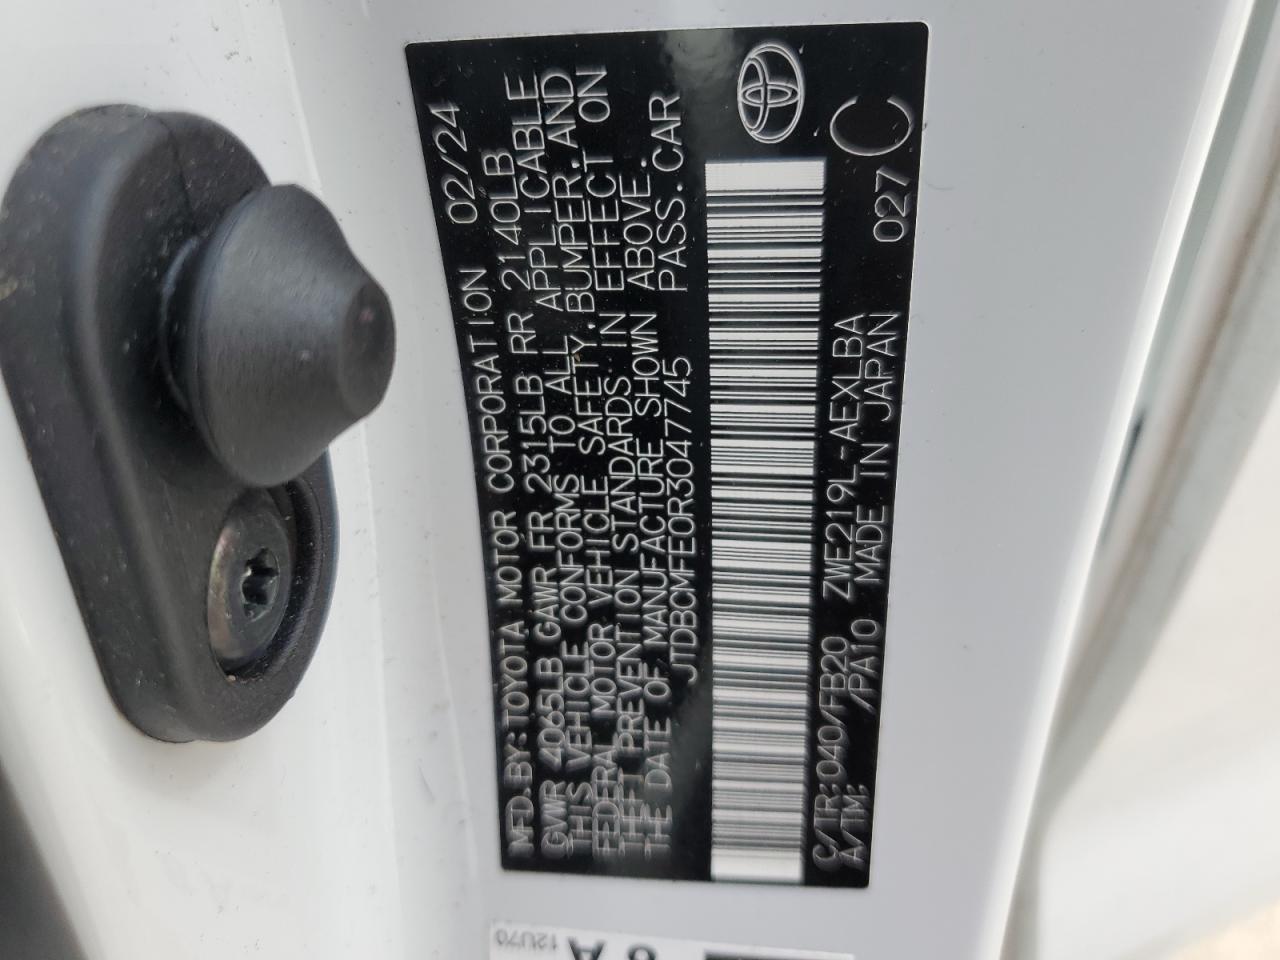 MFD.BY:TOYOTA MOTOR CORPORATION 02/24
GVWR 4065LB GAWR FR 2315LB RR 2140LB
THIS VEHICLE CONFORMS TO ALL APPLICABLE
FEDERAL MOTOR VEHICLE SAFETY,BUMPER,AND
THEFT PREVENTION STANDARDS IN EFFECT ON
THE DATE OF MANUFACTURE SHOWN ABOVE.
JTDBCMFE0R3047745 PASS.CAR
C/TR:040/FB20 ZWE219L-AEXLBA 027 C
A/TM: /PA10 MADE IN JAPAN
8 A
12U70